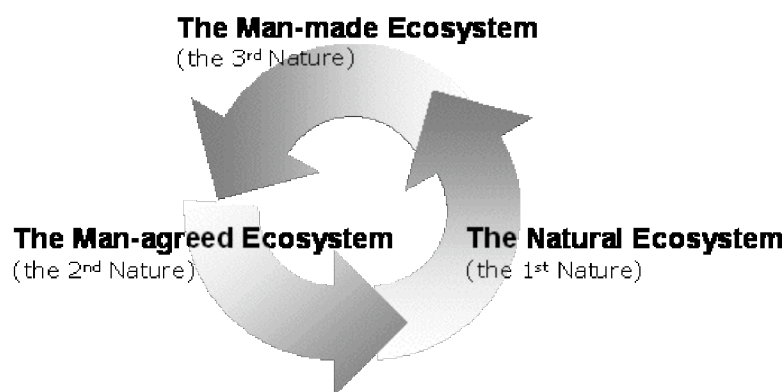 The Man-made Ecosystem
(the 3rd Nature)
The Man-agreed Ecosystem
(the 2nd Nature)
The Natural Ecosystem
(the 1st Nature)